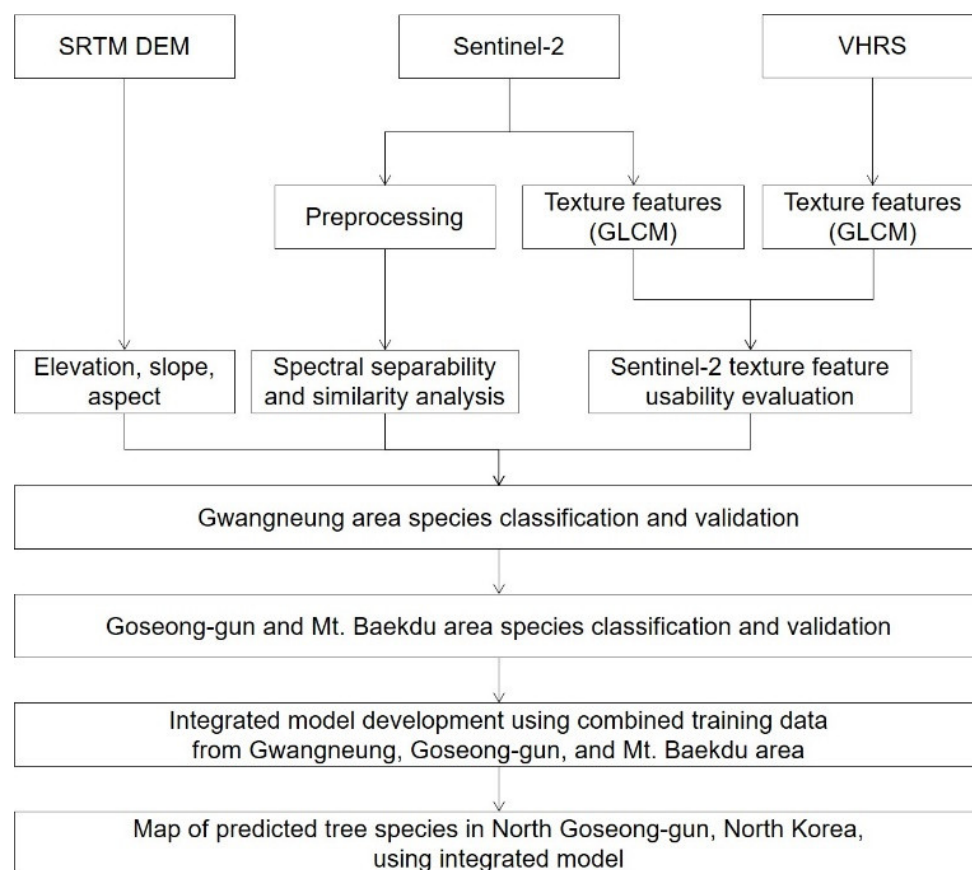 SRTM DEM
Sentinel-2
VHRS
Preprocessing
Texture features
(GLCM)
Texture features
(GLCM)
Elevation, slope,
aspect
Spectral separability
and similarity analysis
Sentinel-2 texture feature
usability evaluation
Gwangneung area species classification and validation
Goseong-gun and Mt. Baekdu area species classification and validation
Integrated model development using combined training data
from Gwangneung, Goseong-gun, and Mt. Baekdu area
Map of predicted tree species in North Goseong-gun, North Korea,
using integrated model